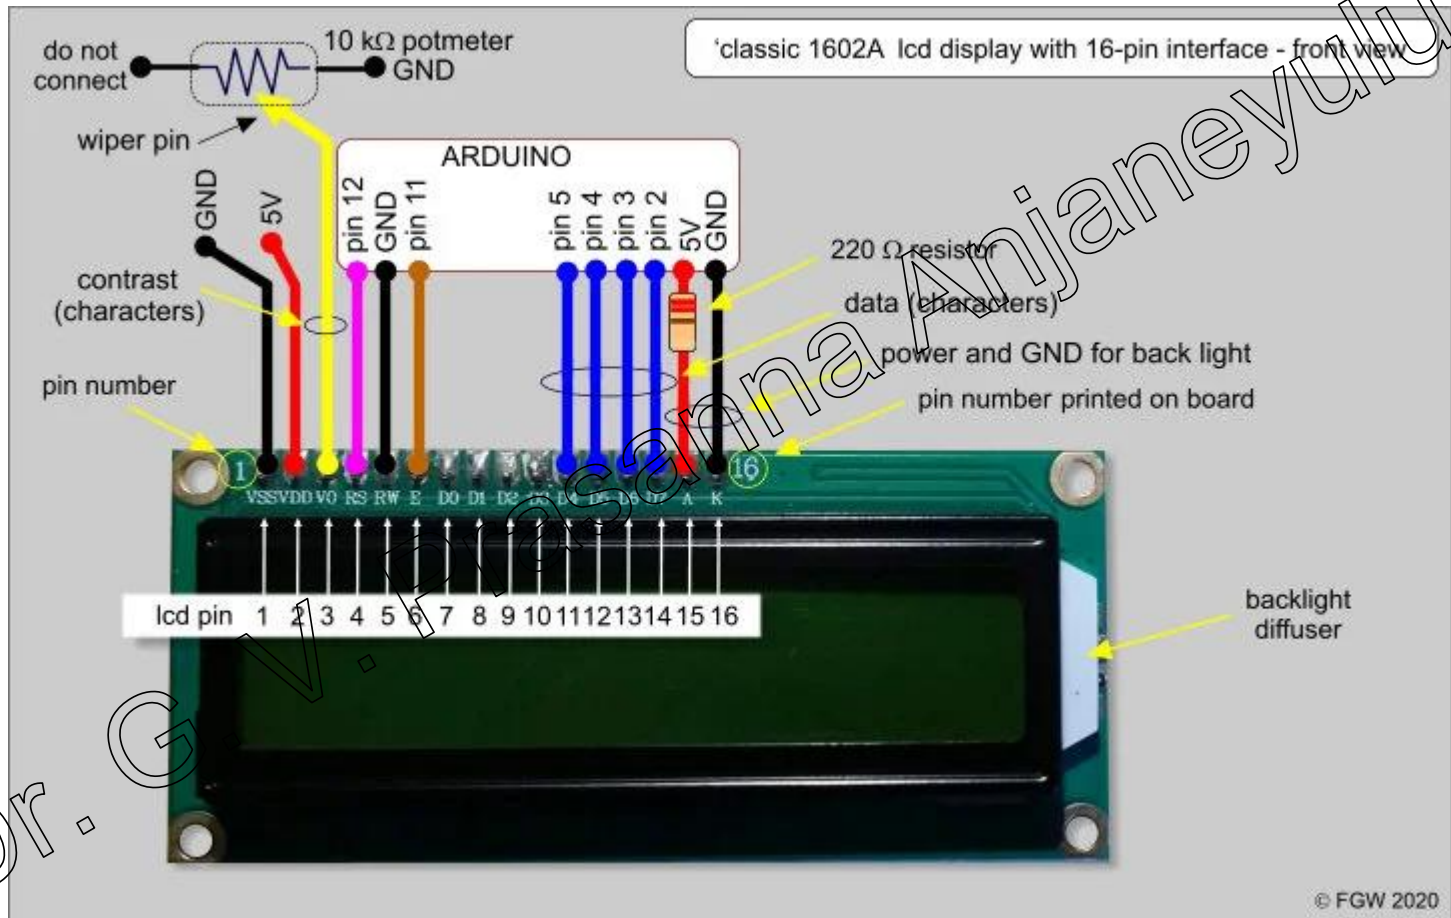 'classic 1602A lcd display with 16-pin interface - front view
do not
connect
10 kΩ potmeter
GND
wiper pin
ARDUINO
GND
5V
pin 12
GND
pin 11
pin 5
pin 4
pin 3
pin 2
5V
GND
contrast
(characters)
220 Ω resistor
data (characters)
power and GND for back light
pin number
pin number printed on board
1
16
VSS VDD V0 RS RW E D0 D1 D2 D3 D4 D5 D6 D7 A K
lcd pin 1 2 3 4 5 6 7 8 9 10 11 12 13 14 15 16
backlight
diffuser
Dr. G. V. Prasanna Anjaneyulu
© FGW 2020